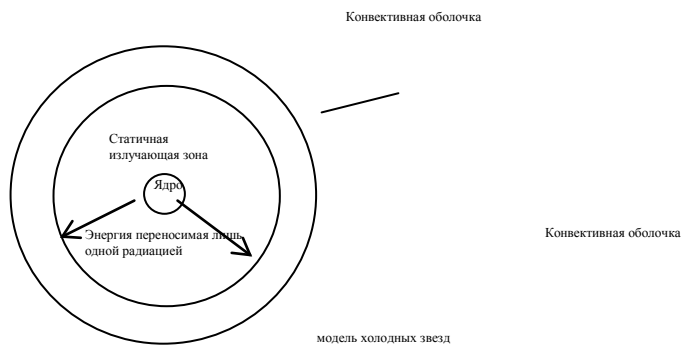 Конвективная оболочка
Статичная
излучающая зона
Ядро
Энергия переносимая лишь
одной радиацией
Конвективная оболочка
модель холодных звезд